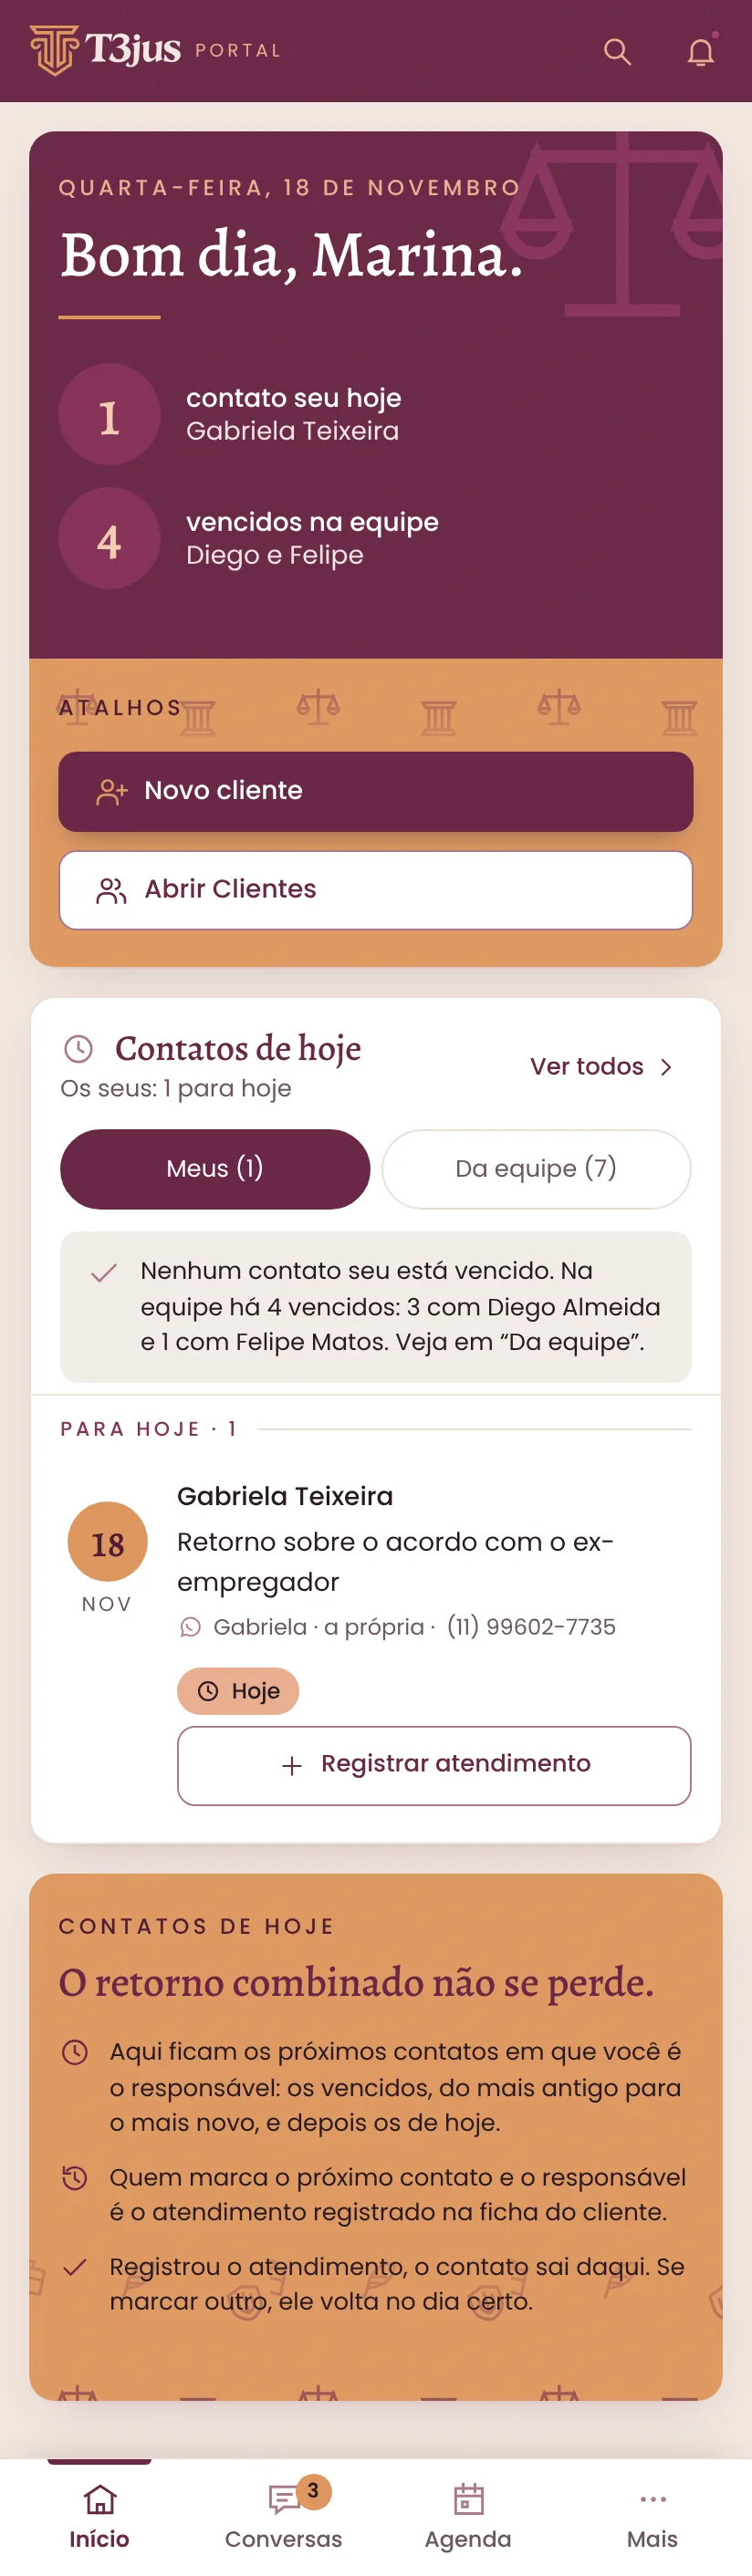 T3jus PORTAL
QUARTA-FEIRA, 18 DE NOVEMBRO
Bom dia, Marina.
1
contato seu hoje
Gabriela Teixeira
4
vencidos na equipe
Diego e Felipe
ATALHOS
Novo cliente
Abrir Clientes
Contatos de hoje
Os seus: 1 para hoje
Ver todos
Meus (1)
Da equipe (7)
Nenhum contato seu está vencido. Na
equipe há 4 vencidos: 3 com Diego Almeida
e 1 com Felipe Matos. Veja em “Da equipe”.
PARA HOJE · 1
18
NOV
Gabriela Teixeira
Retorno sobre o acordo com o ex-
empregador
Gabriela · a própria · (11) 99602-7735
Hoje
Registrar atendimento
CONTATOS DE HOJE
O retorno combinado não se perde.
Aqui ficam os próximos contatos em que você é
o responsável: os vencidos, do mais antigo para
o mais novo, e depois os de hoje.
Quem marca o próximo contato e o responsável
é o atendimento registrado na ficha do cliente.
Registrou o atendimento, o contato sai daqui. Se
marcar outro, ele volta no dia certo.
3
Início
Conversas
Agenda
Mais